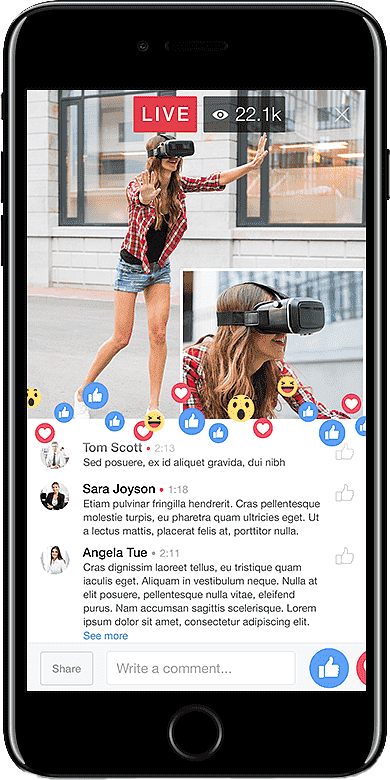 LIVE 22.1k
Tom Scott • 2:13
Sed posuere, ex id aliquet gravida, dui nibh
Sara Joyson • 1:18
Etiam pulvinar fringilla hendrerit. Cras pellentesque
molestie turpis, eu pharetra quam ultricies eget. Ut
a lectus mattis, placerat felis at, porttitor nulla.
Angela Tue • 2:11
Cras dignissim laoreet tellus, eu tristique quam
iaculis eget. Aliquam in vestibulum neque. Nulla at
elit posuere, pellentesque nulla vitae, eleifend
purus. Nam accumsan sagittis scelerisque. Lorem
ipsum dolor sit amet, consectetur adipiscing elit.
See more
Share Write a comment...